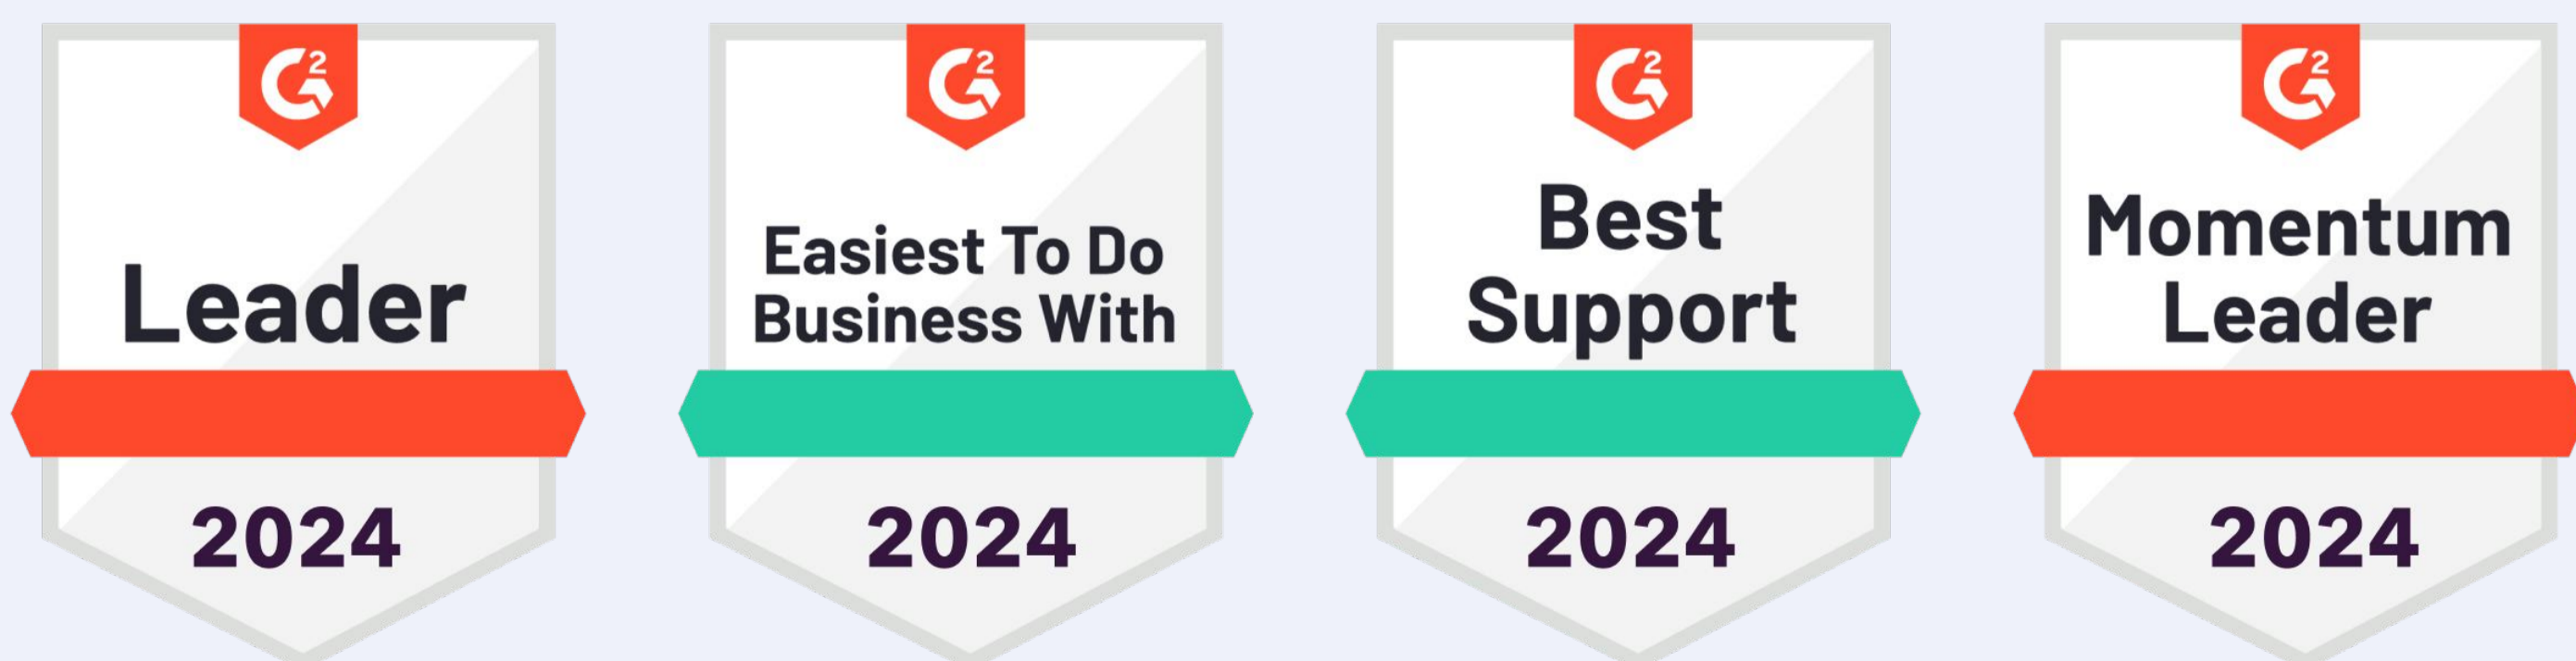 G2
Leader
2024
G2
Easiest To Do
Business With
2024
G2
Best
Support
2024
G2
Momentum
Leader
2024